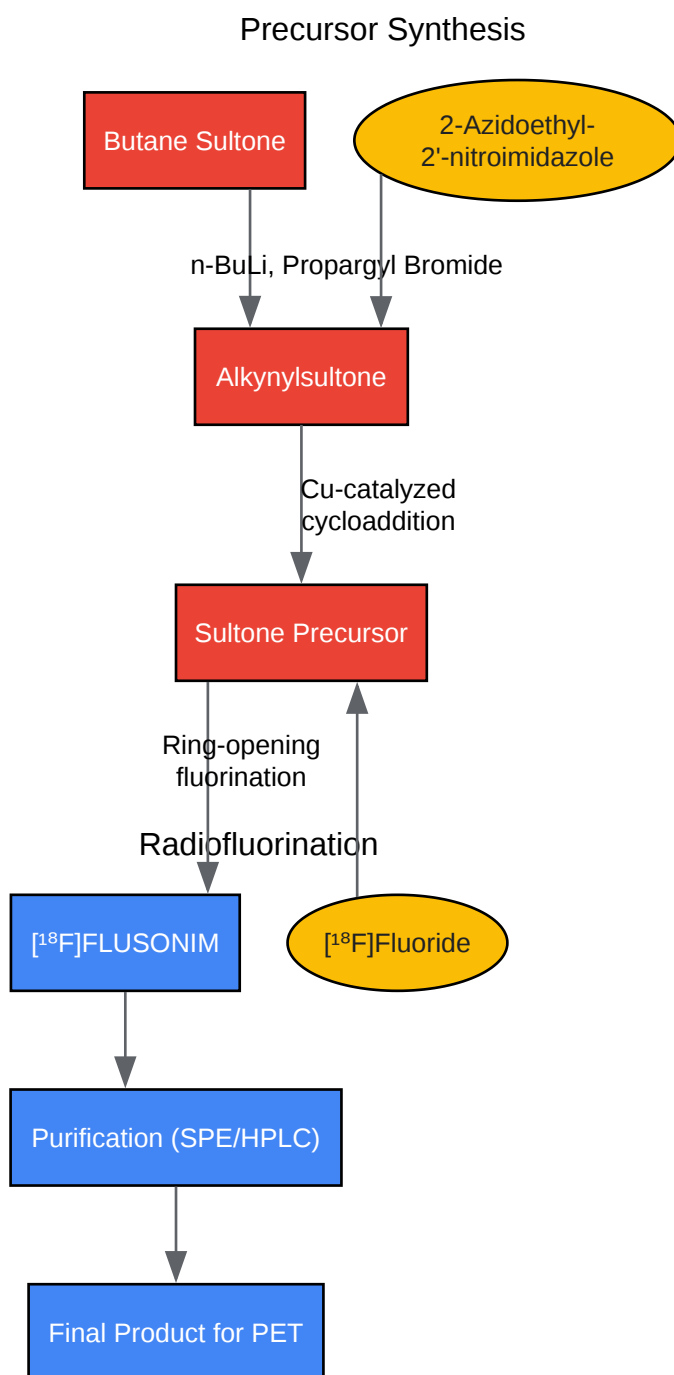 Precursor Synthesis
Butane Sultone
2-Azidoethyl-
2'-nitroimidazole
n-BuLi, Propargyl Bromide
Alkynylsultone
Cu-catalyzed
cycloaddition
Sultone Precursor
Ring-opening
fluorination
Radiofluorination
[¹⁸F]FLUSONIM
[¹⁸F]Fluoride
Purification (SPE/HPLC)
Final Product for PET